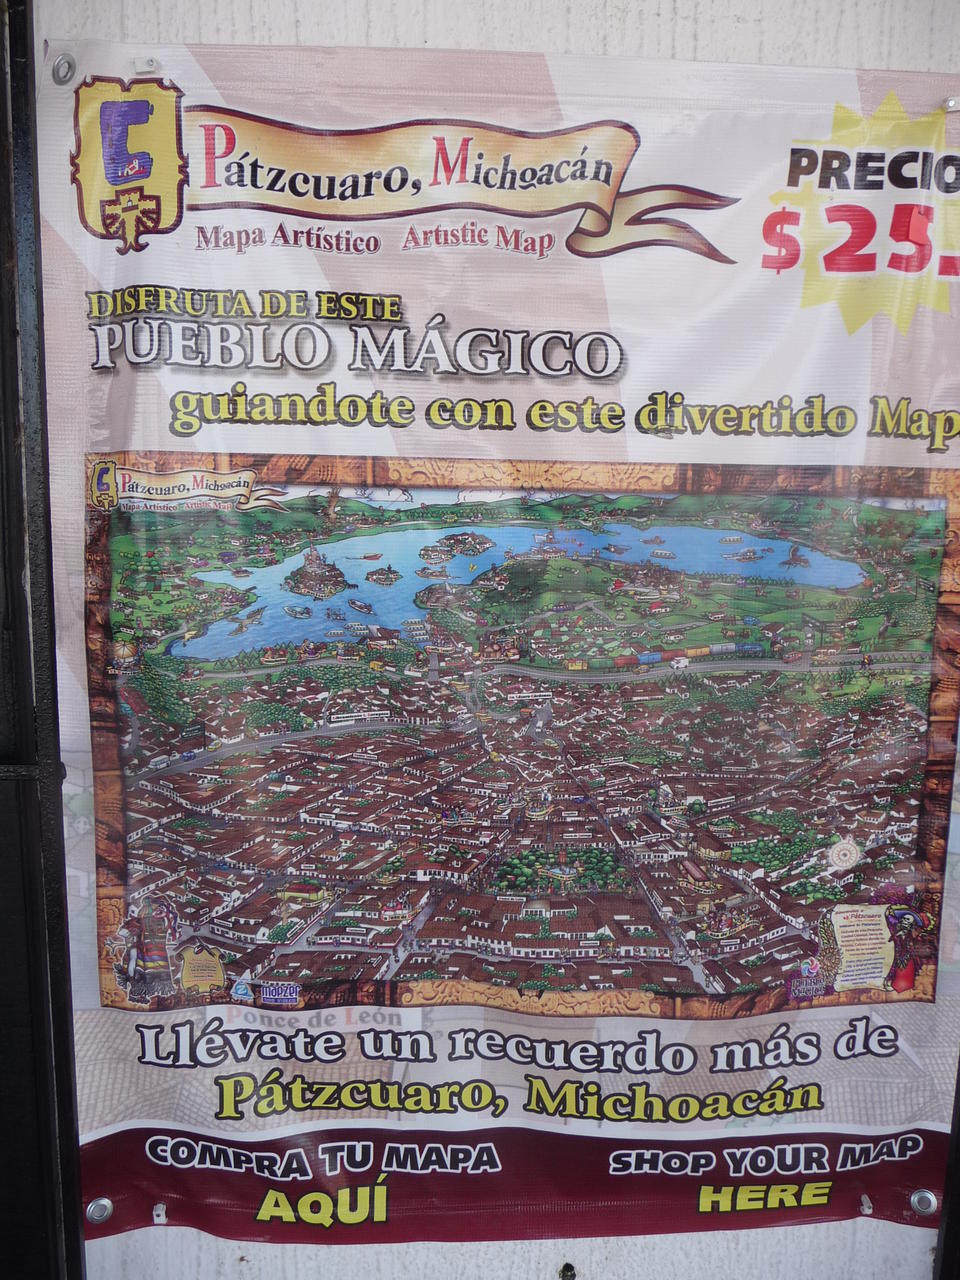 Pátzcuaro, Michoacán
Mapa Artístico Artistic Map
PRECIO
$25.
DISFRUTA DE ESTE
PUEBLO MÁGICO
guiandote con este divertido Map
Pátzcuaro, Michoacán
Mapa Artístico Artistic Map
Pátzcuaro
mapzer
Ponce de León
Llévate un recuerdo más de
Pátzcuaro, Michoacán
COMPRA TU MAPA
AQUÍ
SHOP YOUR MAP
HERE